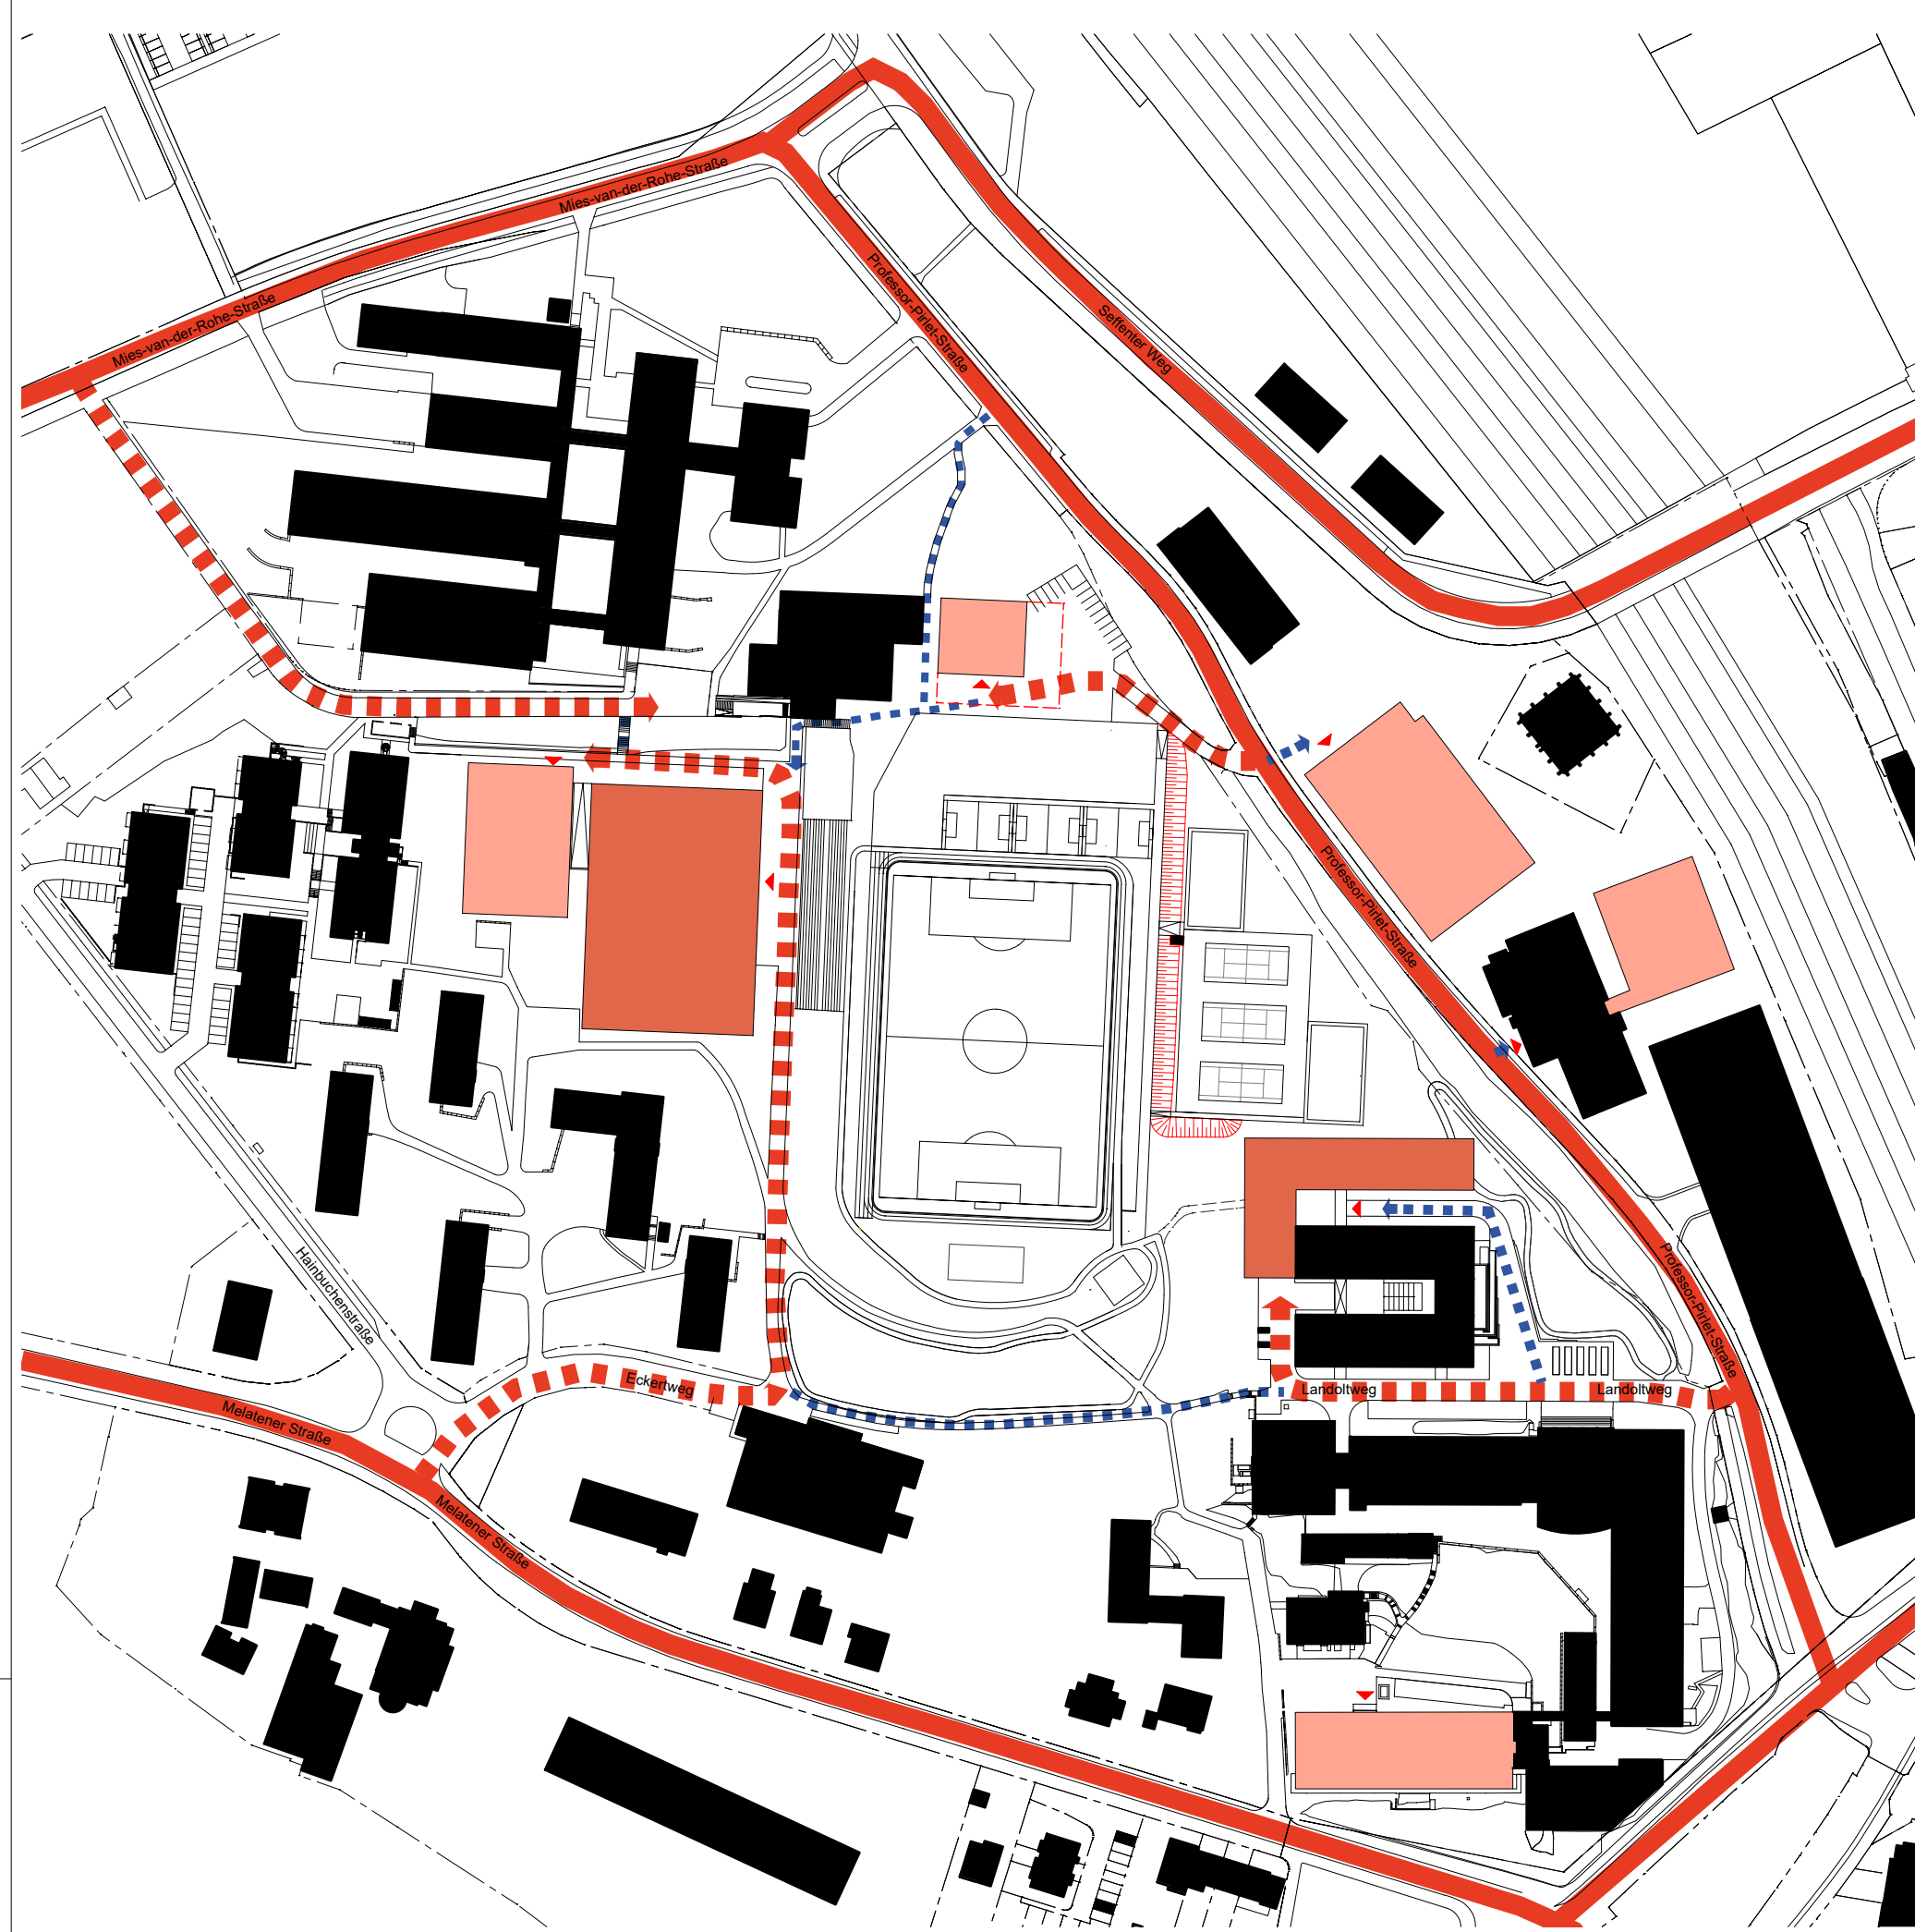 Mies-van-der-Rohe-Straße
Mies-van-der-Rohe-Straße
Professor-Pirlet-Straße
Seffenter Weg
Professor-Pirlet-Straße
Hainbuchenstraße
Professor-Pirlet-Straße
Eckertweg
Landoltweg
Landoltweg
Melatener Straße
Melatener Straße